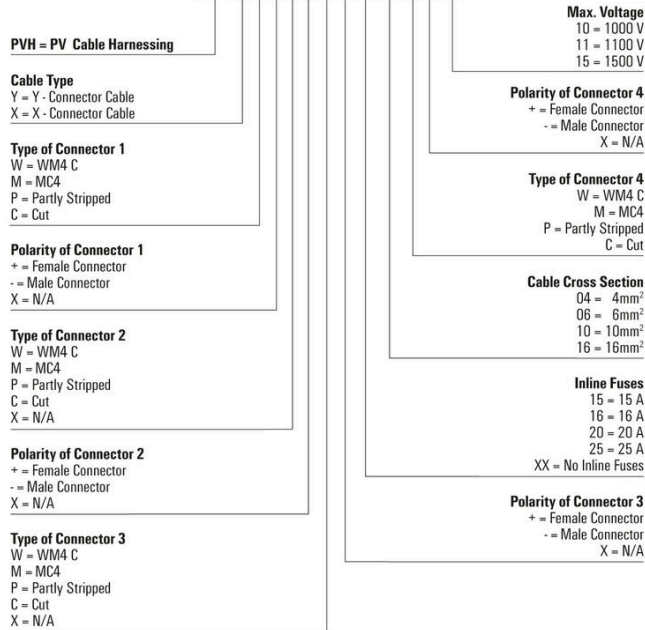 PVH = PV Cable Harnessing
Cable Type
Y = Y - Connector Cable
X = X - Connector Cable
Type of Connector 1
W = WM4 C
M = MC4
P = Partly Stripped
C = Cut
Polarity of Connector 1
+ = Female Connector
- = Male Connector
X = N/A
Type of Connector 2
W = WM4 C
M = MC4
P = Partly Stripped
C = Cut
X = N/A
Polarity of Connector 2
+ = Female Connector
- = Male Connector
X = N/A
Type of Connector 3
W = WM4 C
M = MC4
P = Partly Stripped
C = Cut
X = N/A
Max. Voltage
10 = 1000 V
11 = 1100 V
15 = 1500 V
Polarity of Connector 4
+ = Female Connector
- = Male Connector
X = N/A
Type of Connector 4
W = WM4 C
M = MC4
P = Partly Stripped
C = Cut
Cable Cross Section
04 = 4mm²
06 = 6mm²
10 = 10mm²
16 = 16mm²
Inline Fuses
15 = 15 A
16 = 16 A
20 = 20 A
25 = 25 A
XX = No Inline Fuses
Polarity of Connector 3
+ = Female Connector
- = Male Connector
X = N/A